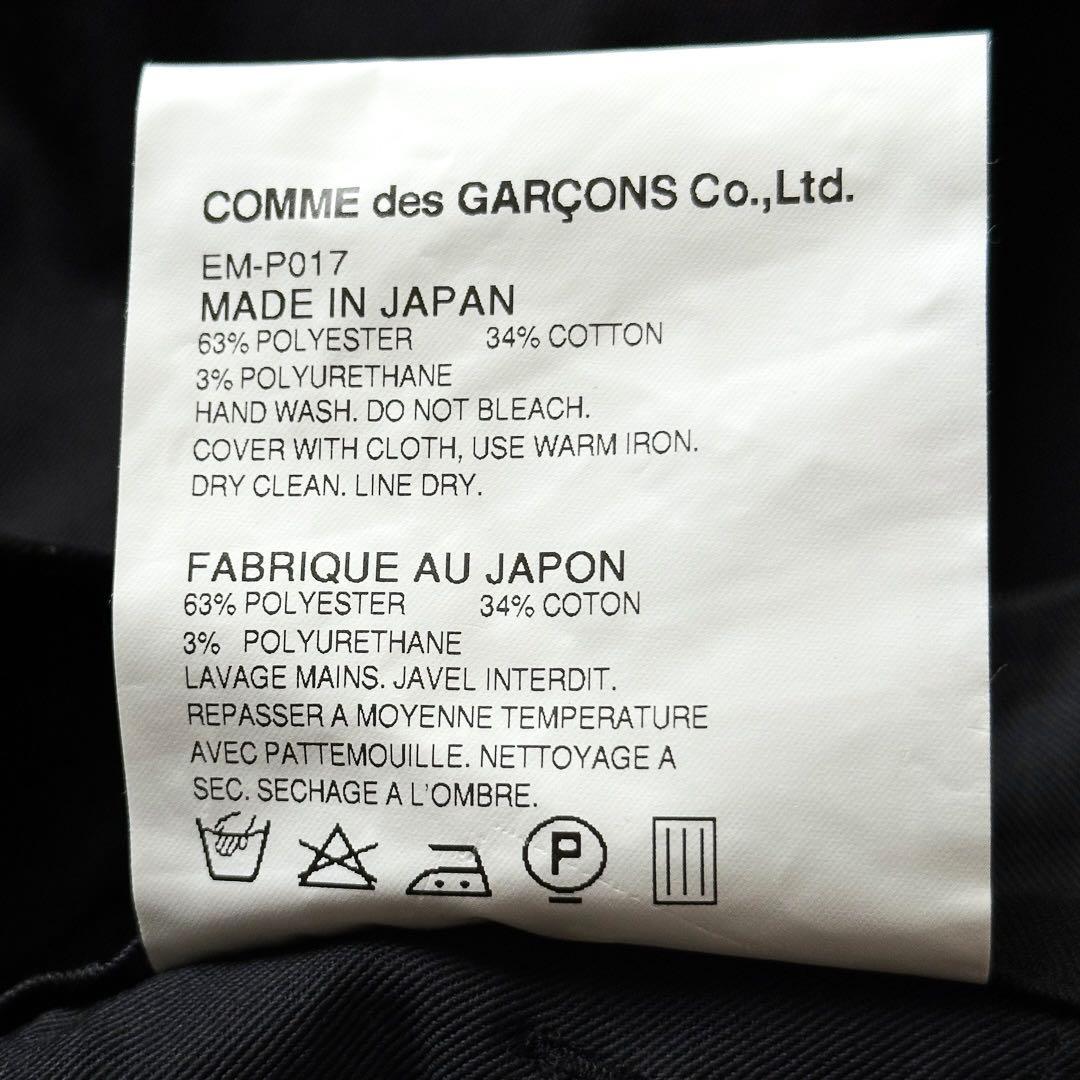 COMME des GARÇONS Co.,Ltd.
EM-P017
MADE IN JAPAN
63% POLYESTER 34% COTTON
3% POLYURETHANE
HAND WASH. DO NOT BLEACH.
COVER WITH CLOTH, USE WARM IRON.
DRY CLEAN. LINE DRY.
FABRIQUE AU JAPON
63% POLYESTER 34% COTON
3% POLYURETHANE
LAVAGE MAINS. JAVEL INTERDIT.
REPASSER A MOYENNE TEMPERATURE
AVEC PATTEMOUILLE. NETTOYAGE A
SEC. SECHAGE A L'OMBRE.
P